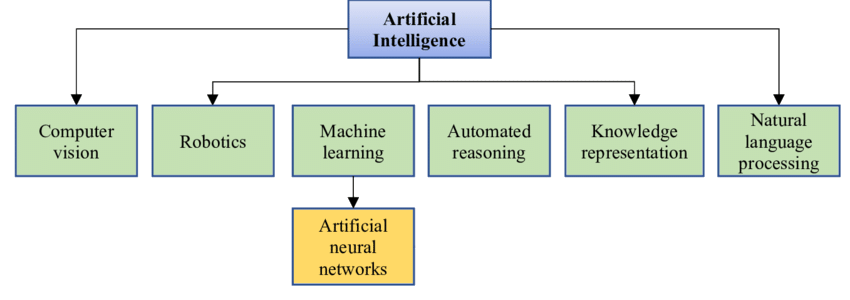 Artificial
Intelligence
Computer
vision
Robotics
Machine
learning
Automated
reasoning
Knowledge
representation
Natural
language
processing
Artificial
neural
networks